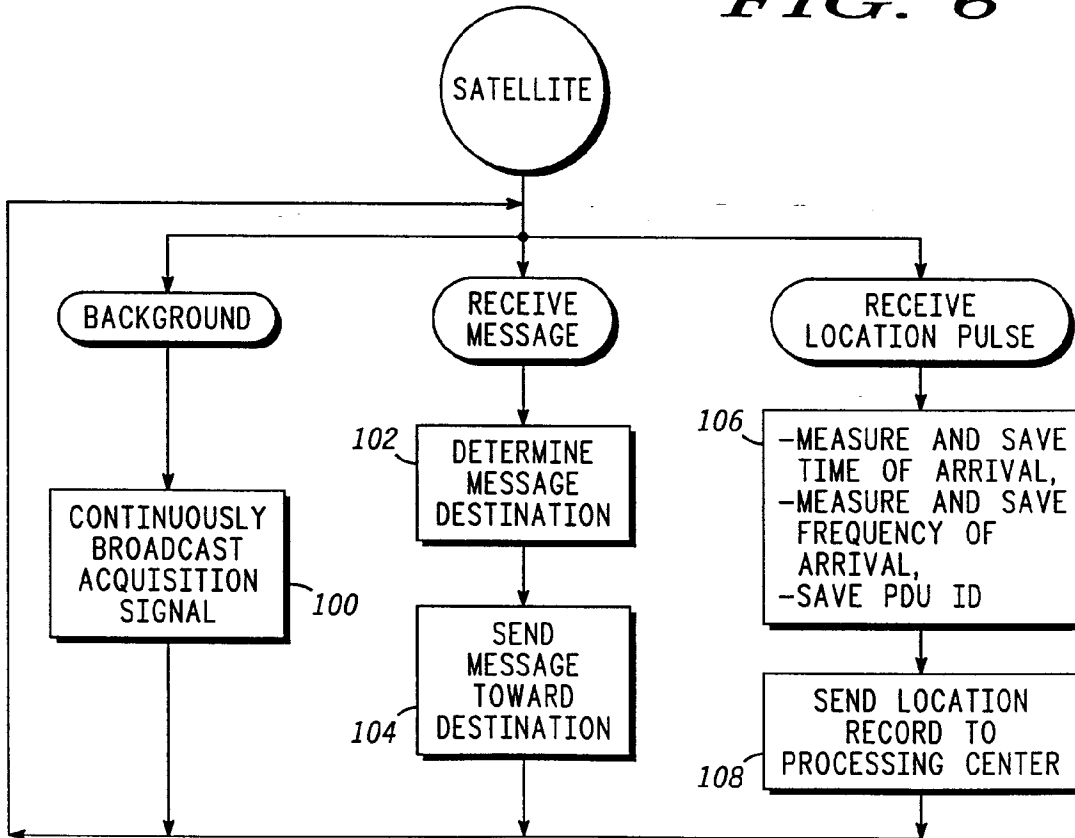 FIG. 6
SATELLITE
BACKGROUND
RECEIVE
MESSAGE
RECEIVE
LOCATION PULSE
102
DETERMINE
MESSAGE
DESTINATION
106
-MEASURE AND SAVE
TIME OF ARRIVAL,
-MEASURE AND SAVE
FREQUENCY OF
ARRIVAL,
-SAVE PDU ID
CONTINUOUSLY
BROADCAST
ACQUISITION
SIGNAL
100
SEND
MESSAGE
TOWARD
DESTINATION
104
SEND LOCATION
RECORD TO
PROCESSING CENTER
108